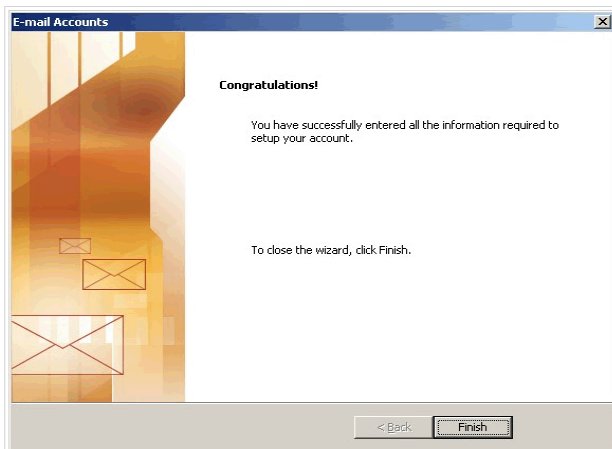 E-mail Accounts
Congratulations!
You have successfully entered all the information required to
setup your account.
To close the wizard, click Finish.
< Back
Finish